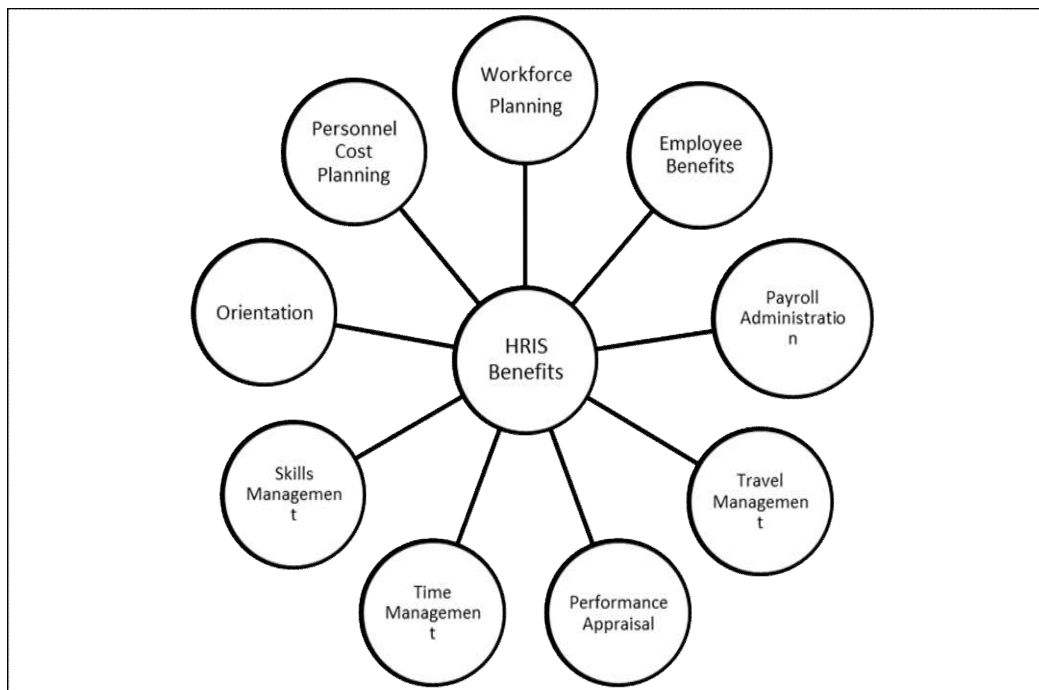 Workforce
Planning
Employee
Benefits
Payroll
Administratio
n
Travel
Managemen
t
Performance
Appraisal
Time
Managemen
t
Skills
Managemen
t
Orientation
Personnel
Cost
Planning
HRIS
Benefits